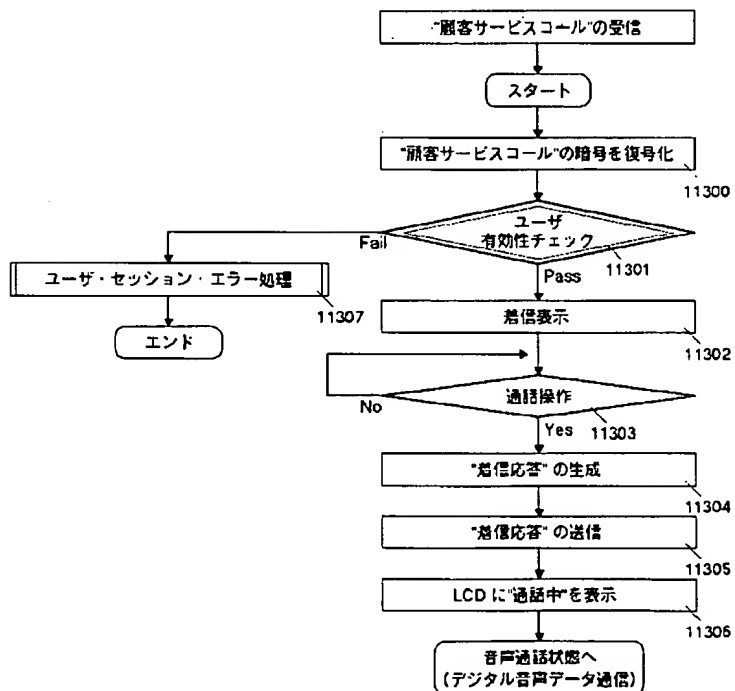 "顧客サービスコール"の受信
スタート
"顧客サービスコール"の暗号を復号化
11300
ユーザ
有効性チェック
11301
Fail
Pass
ユーザ・セッション・エラー処理
11307
エンド
着信表示
11302
通話操作
11303
No
Yes
"着信応答" の生成
11304
"着信応答" の送信
11305
LCD に"通話中"を表示
11306
音声通話状態へ
(デジタル音声データ通信)